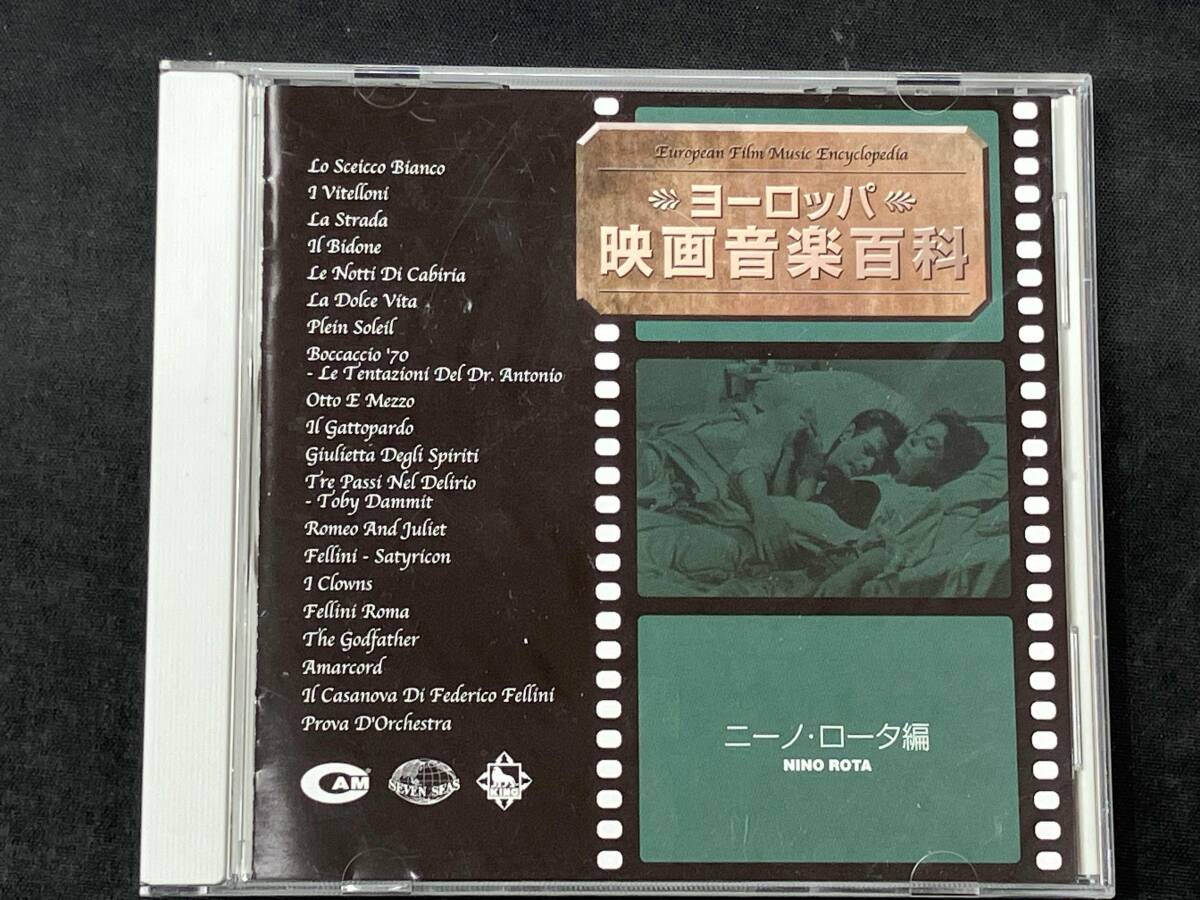 European Film Music Encyclopedia
ヨーロッパ
映画音楽百科
Lo Sceicco Bianco
I Vitelloni
La Strada
Il Bidone
Le Notti Di Cabiria
La Dolce Vita
Plein Soleil
Boccaccio '70
- Le Tentazioni Del Dr. Antonio
Otto E Mezzo
Il Gattopardo
Giulietta Degli Spiriti
Tre Passi Nel Delirio
- Toby Dammit
Romeo And Juliet
Fellini - Satyricon
I Clowns
Fellini Roma
The Godfather
Amarcord
Il Casanova Di Federico Fellini
Prova D'Orchestra
ニーノ・ロータ編
NINO ROTA
CAM®
SEVEN SEAS
KING